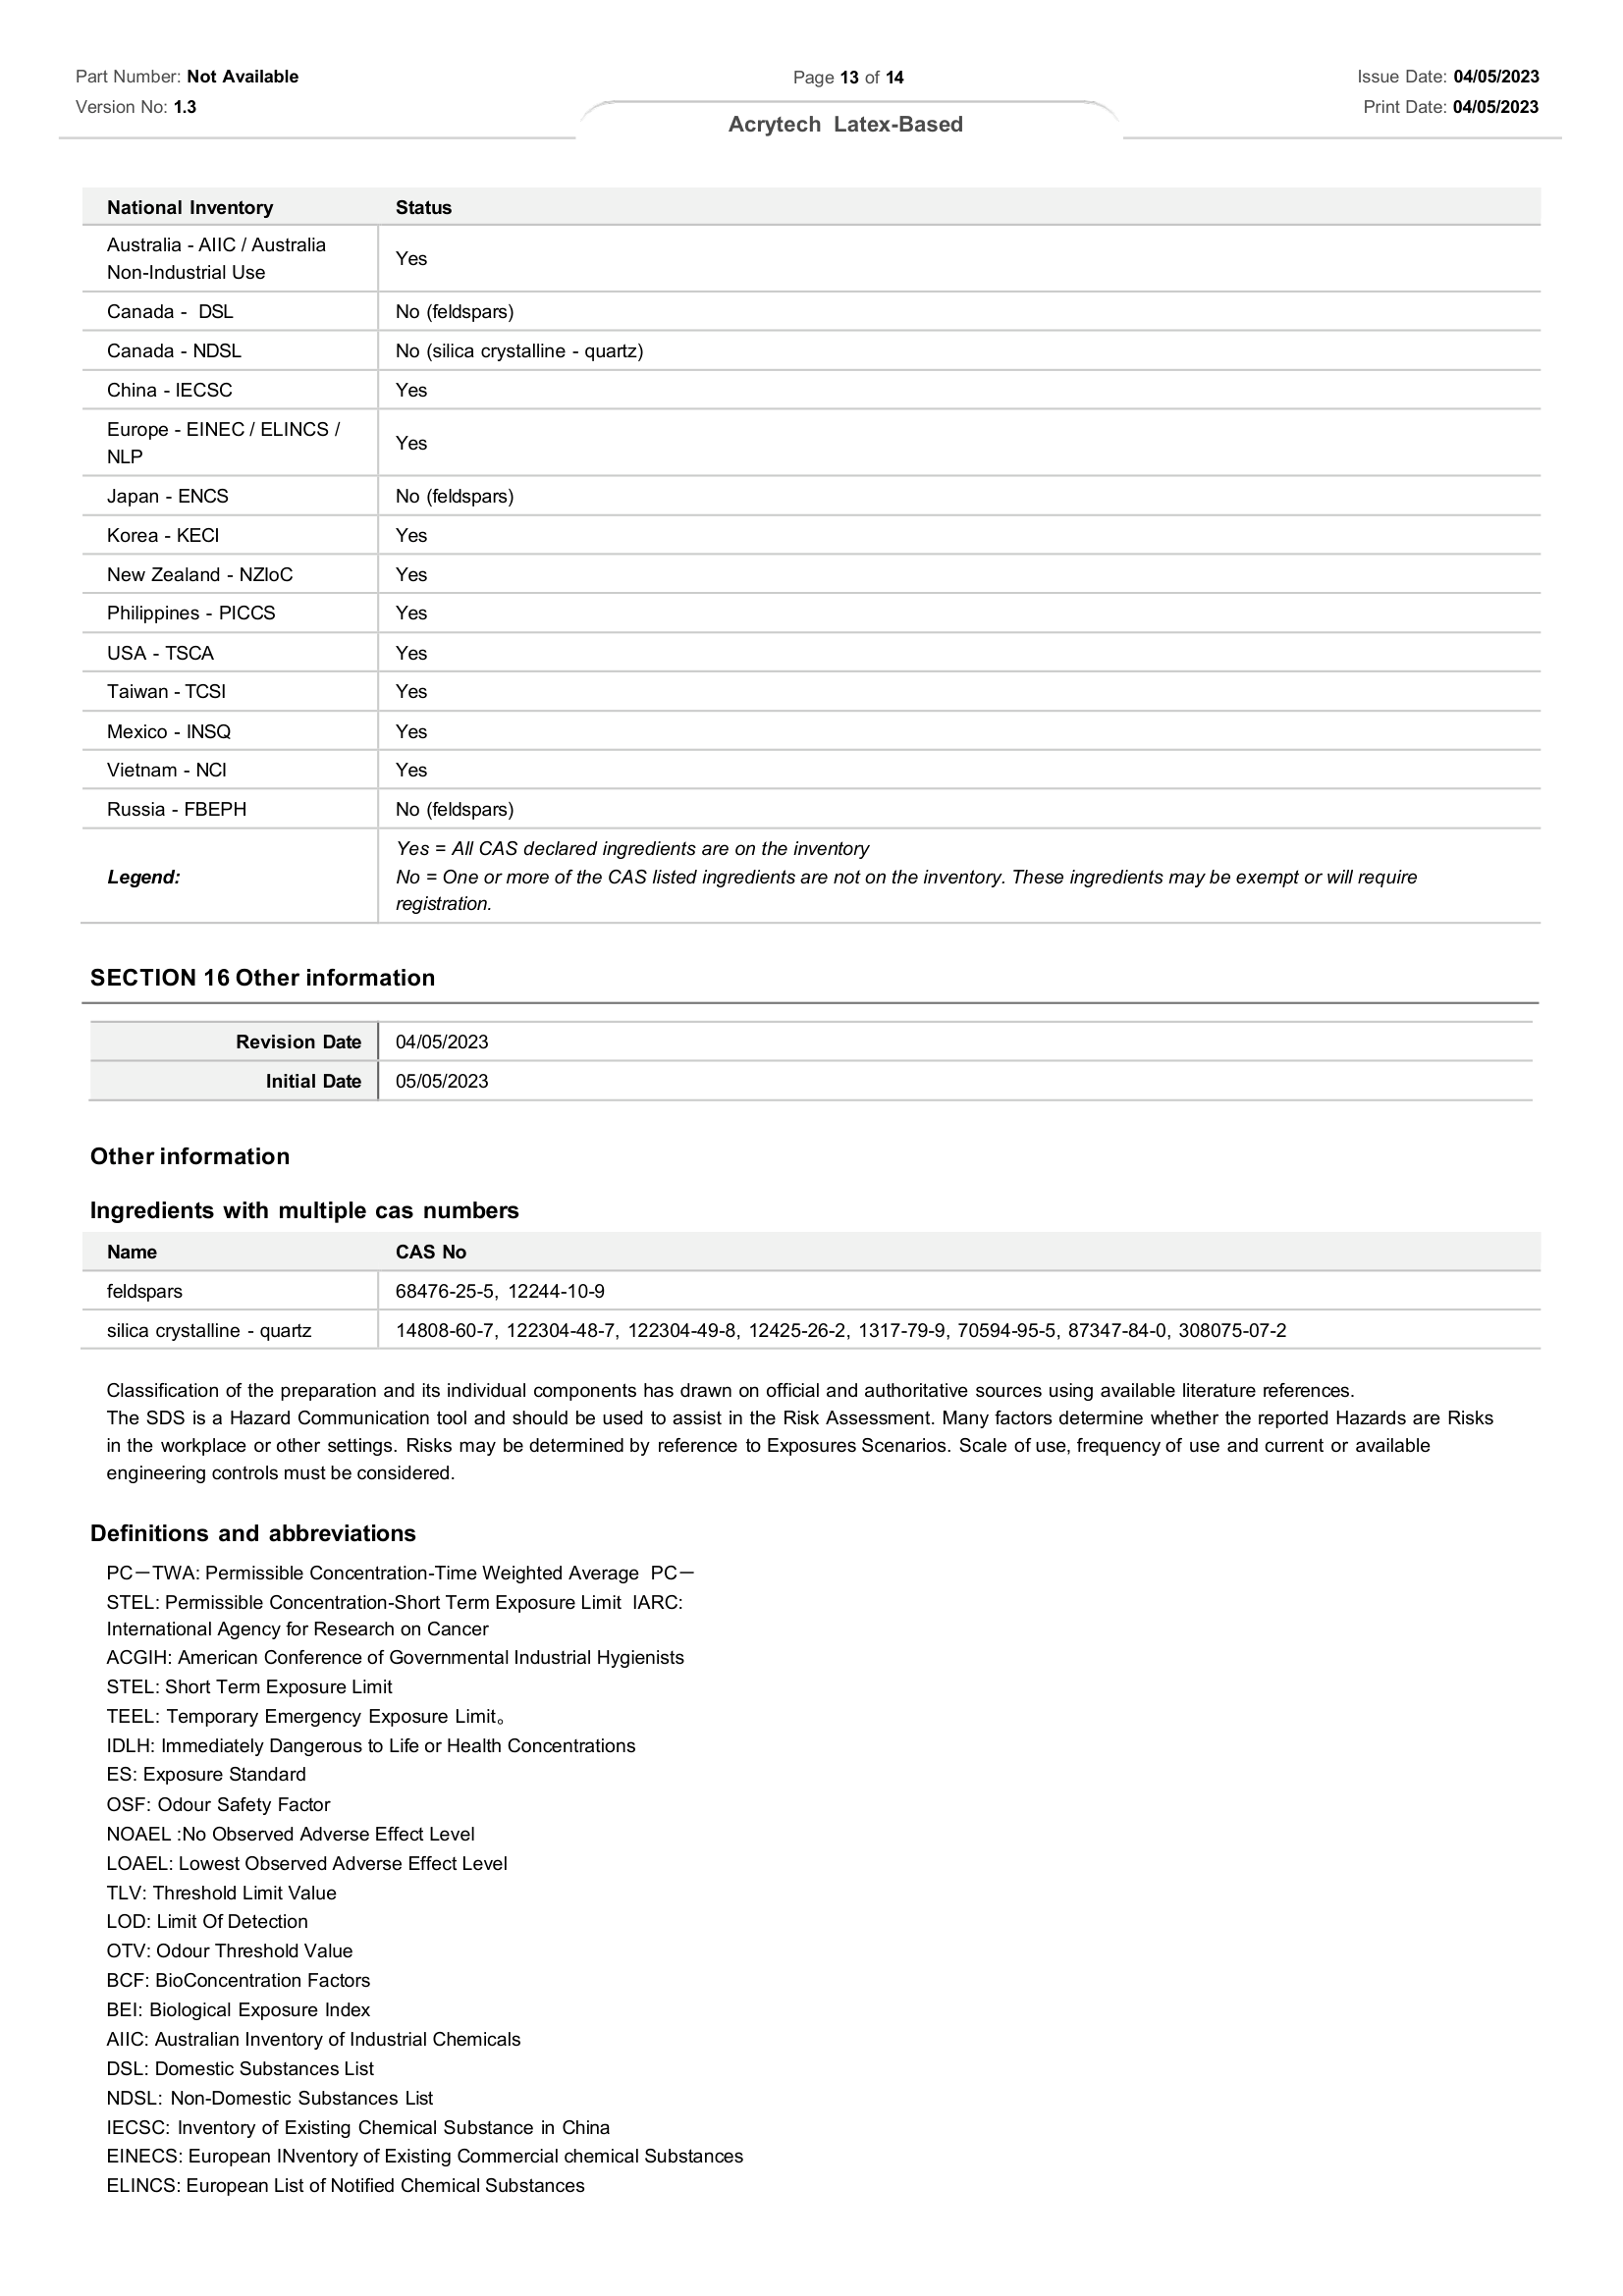 Part Number: Not Available
Page 13 of 14
Issue Date: 04/05/2023
Version No: 1.3
Print Date: 04/05/2023
Acrytech Latex-Based
National Inventory Status
Australia - AIIC / Australia
Non-Industrial Use
Yes
Canada - DSL No (feldspars)
Canada - NDSL No (silica crystalline - quartz)
China - IECSC Yes
Europe - EINEC / ELINCS /
NLP
Yes
Japan - ENCS No (feldspars)
Korea - KECI Yes
New Zealand - NZIoC Yes
Philippines - PICCS Yes
USA - TSCA Yes
Taiwan - TCSI Yes
Mexico - INSQ Yes
Vietnam - NCI Yes
Russia - FBEPH No (feldspars)
Legend:
Yes = All CAS declared ingredients are on the inventory
No = One or more of the CAS listed ingredients are not on the inventory. These ingredients may be exempt or will require
registration.
SECTION 16 Other information
Revision Date 04/05/2023
Initial Date 05/05/2023
Other information
Ingredients with multiple cas numbers
Name CAS No
feldspars 68476-25-5, 12244-10-9
silica crystalline - quartz 14808-60-7, 122304-48-7, 122304-49-8, 12425-26-2, 1317-79-9, 70594-95-5, 87347-84-0, 308075-07-2
Classification of the preparation and its individual components has drawn on official and authoritative sources using available literature references.
The SDS is a Hazard Communication tool and should be used to assist in the Risk Assessment. Many factors determine whether the reported Hazards are Risks
in the workplace or other settings. Risks may be determined by reference to Exposures Scenarios. Scale of use, frequency of use and current or available
engineering controls must be considered.
Definitions and abbreviations
PC－TWA: Permissible Concentration-Time Weighted Average PC－
STEL: Permissible Concentration-Short Term Exposure Limit IARC:
International Agency for Research on Cancer
ACGIH: American Conference of Governmental Industrial Hygienists
STEL: Short Term Exposure Limit
TEEL: Temporary Emergency Exposure Limit。
IDLH: Immediately Dangerous to Life or Health Concentrations
ES: Exposure Standard
OSF: Odour Safety Factor
NOAEL :No Observed Adverse Effect Level
LOAEL: Lowest Observed Adverse Effect Level
TLV: Threshold Limit Value
LOD: Limit Of Detection
OTV: Odour Threshold Value
BCF: BioConcentration Factors
BEI: Biological Exposure Index
AIIC: Australian Inventory of Industrial Chemicals
DSL: Domestic Substances List
NDSL: Non-Domestic Substances List
IECSC: Inventory of Existing Chemical Substance in China
EINECS: European INventory of Existing Commercial chemical Substances
ELINCS: European List of Notified Chemical Substances